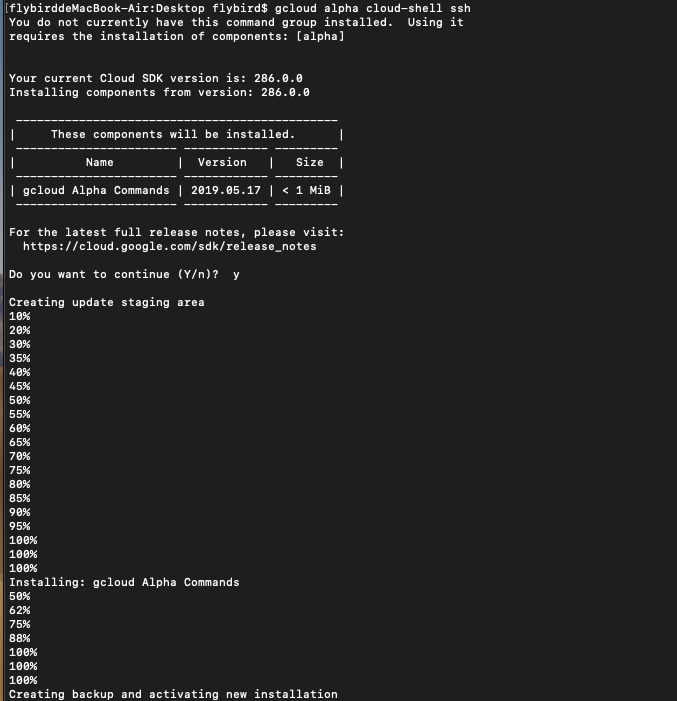 [flybirddeMacBook-Air:Desktop flybird$ gcloud alpha cloud-shell ssh
You do not currently have this command group installed.  Using it
requires the installation of components: [alpha]
Your current Cloud SDK version is: 286.0.0
Installing components from version: 286.0.0
| These components will be installed. |
| Name | Version | Size |
| gcloud Alpha Commands | 2019.05.17 | < 1 MiB |
For the latest full release notes, please visit:
https://cloud.google.com/sdk/release_notes
Do you want to continue (Y/n)?  y
Creating update staging area
10%
20%
30%
35%
40%
45%
50%
55%
60%
65%
70%
75%
80%
85%
90%
95%
100%
100%
100%
Installing: gcloud Alpha Commands
50%
62%
75%
88%
100%
100%
100%
Creating backup and activating new installation